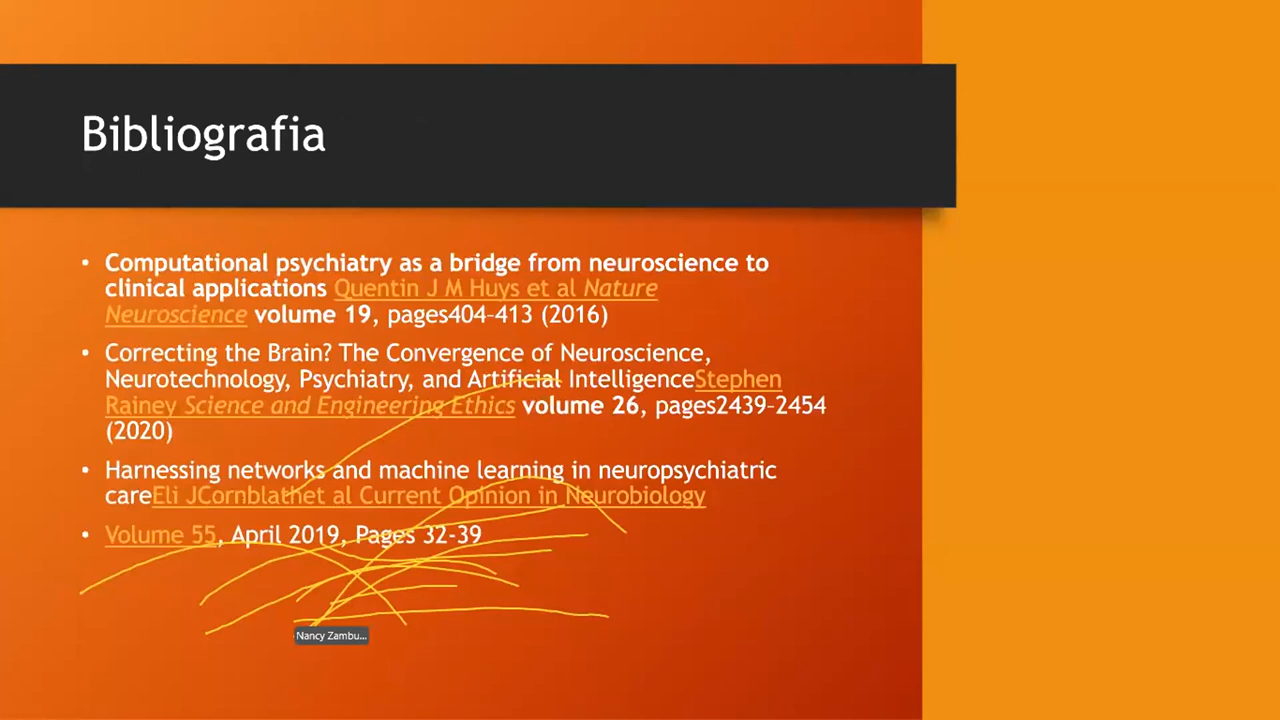 Bibliografia
• Computational psychiatry as a bridge from neuroscience to
clinical applications Quentin J M Huys et al Nature
Neuroscience volume 19, pages404–413 (2016)
• Correcting the Brain? The Convergence of Neuroscience,
Neurotechnology, Psychiatry, and Artificial IntelligenceStephen
Rainey Science and Engineering Ethics volume 26, pages2439–2454
(2020)
• Harnessing networks and machine learning in neuropsychiatric
careEli JCornblathet al Current Opinion in Neurobiology
• Volume 55, April 2019, Pages 32-39
Nancy Zambu...